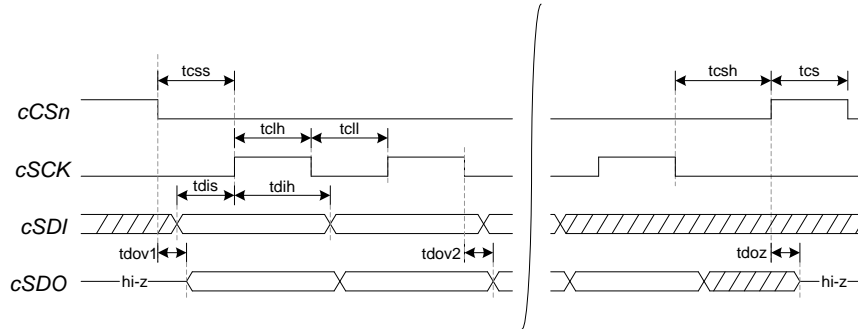 tcss
tcsh
tcs
cCSn
tclh
tcll
cSCK
tdis
tdih
cSDI
tdov1
tdov2
tdoz
cSDO
hi-z
hi-z